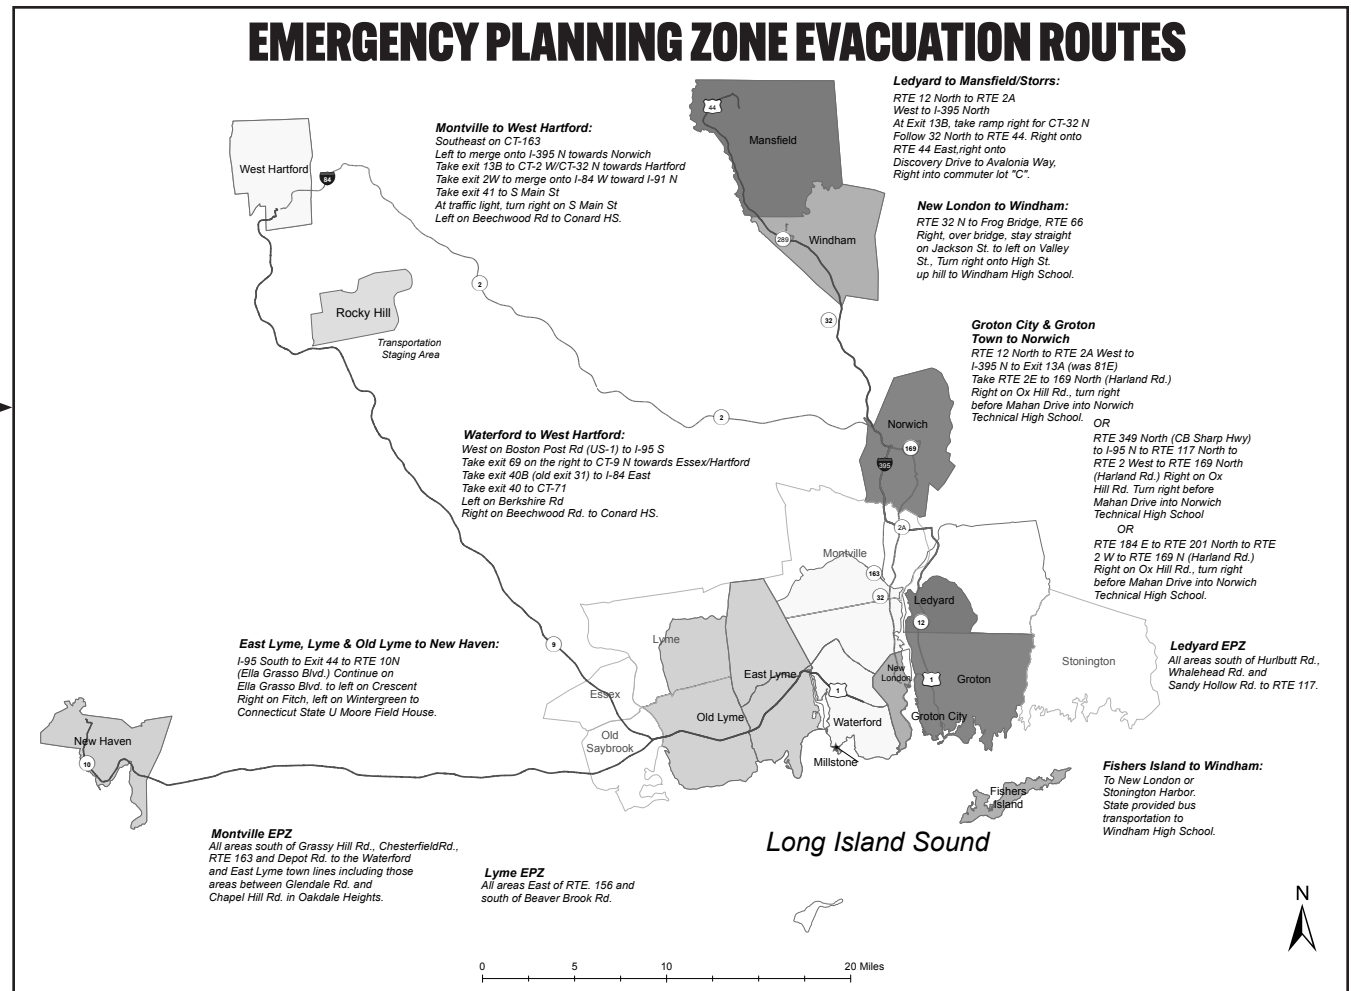 EMERGENCY PLANNING ZONE EVACUATION ROUTES
Ledyard to Mansfield/Storrs:
RTE 12 North to RTE 2A
West to I-395 North
At Exit 13B, take ramp right for CT-32 N
Follow 32 North to RTE 44. Right onto
RTE 44 East,right onto
Discovery Drive to Avalonia Way,
Right into commuter lot "C".
Montville to West Hartford:
Southeast on CT-163
Left to merge onto I-395 N towards Norwich
Take exit 13B to CT-2 W/CT-32 N towards Hartford
Take exit 2W to merge onto I-84 W toward I-91 N
Take exit 41 to S Main St
At traffic light, turn right on S Main St
Left on Beechwood Rd to Conard HS.
44
Mansfield
West Hartford
84
New London to Windham:
RTE 32 N to Frog Bridge, RTE 66
Right, over bridge, stay straight
on Jackson St. to left on Valley
St., Turn right onto High St.
up hill to Windham High School.
289
Windham
2
Rocky Hill
Transportation
Staging Area
32
Groton City & Groton
Town to Norwich
RTE 12 North to RTE 2A West to
I-395 N to Exit 13A (was 81E)
Take RTE 2E to 169 North (Harland Rd.)
Right on Ox Hill Rd., turn right
before Mahan Drive into Norwich
Technical High School.
OR
RTE 349 North (CB Sharp Hwy)
to I-95 N to RTE 117 North to
RTE 2 West to RTE 169 North
(Harland Rd.) Right on Ox
Hill Rd. Turn right before
Mahan Drive into Norwich
Technical High School
OR
RTE 184 E to RTE 201 North to RTE
2 W to RTE 169 N (Harland Rd.)
Right on Ox Hill Rd., turn right
before Mahan Drive into Norwich
Technical High School.
2
Norwich
169
395
Waterford to West Hartford:
West on Boston Post Rd (US-1) to I-95 S
Take exit 69 on the right to CT-9 N towards Essex/Hartford
Take exit 40B (old exit 31) to I-84 East
Take exit 40 to CT-71
Left on Berkshire Rd
Right on Beechwood Rd. to Conard HS.
2A
Montville
163
32
Ledyard
12
9
Lyme
East Lyme, Lyme & Old Lyme to New Haven:
I-95 South to Exit 44 to RTE 10N
(Ella Grasso Blvd.) Continue on
Ella Grasso Blvd. to left on Crescent
Right on Fitch, left on Wintergreen to
Connecticut State U Moore Field House.
Ledyard EPZ
All areas south of Hurlbutt Rd.,
Whalehead Rd. and
Sandy Hollow Rd. to RTE 117.
Stonington
East Lyme
New
London
1
Groton
1
Essex
Old Lyme
Waterford
Groton City
Old
Saybrook
Millstone
New Haven
10
Fishers Island to Windham:
To New London or
Stonington Harbor.
State provided bus
transportation to
Windham High School.
Fishers
Island
Long Island Sound
Montville EPZ
All areas south of Grassy Hill Rd., ChesterfieldRd.,
RTE 163 and Depot Rd. to the Waterford
and East Lyme town lines including those
areas between Glendale Rd. and
Chapel Hill Rd. in Oakdale Heights.
Lyme EPZ
All areas East of RTE. 156 and
south of Beaver Brook Rd.
N
0 5 10 20 Miles